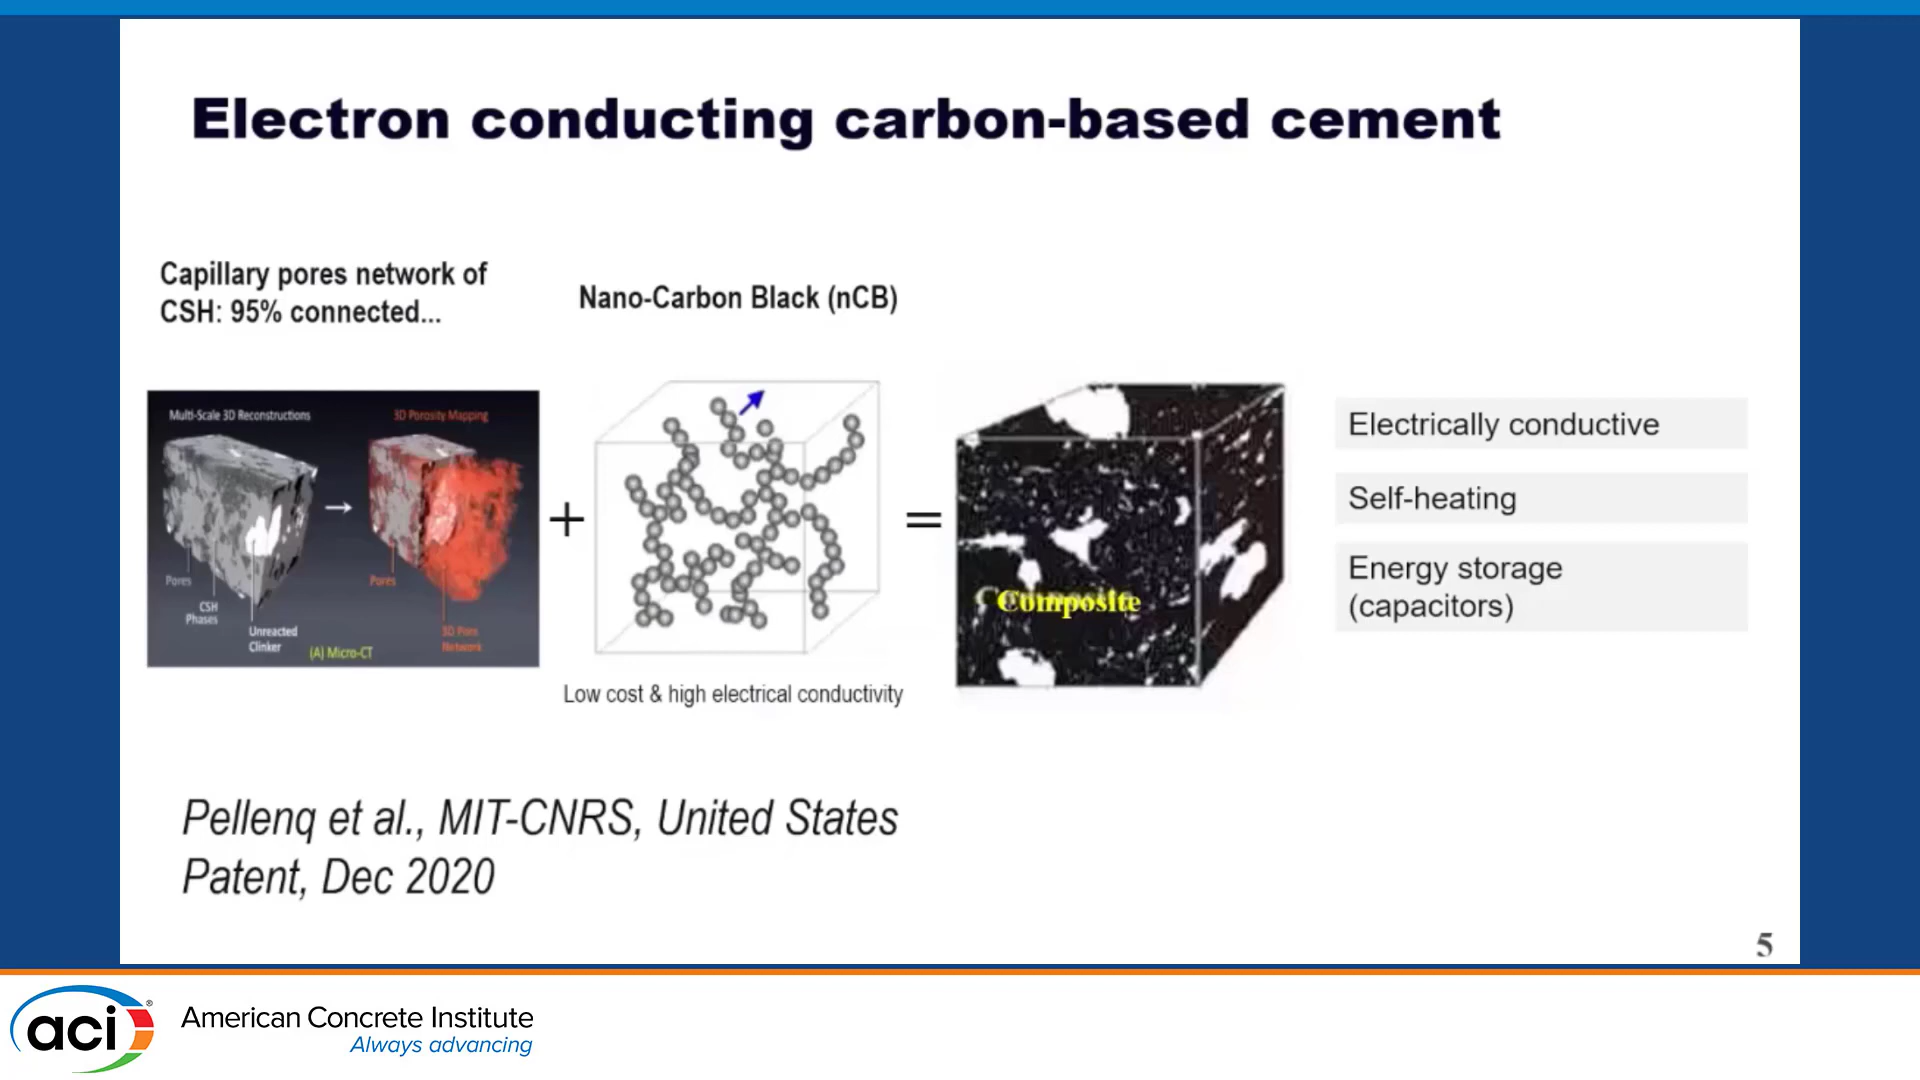 Electron conducting carbon-based cement
Capillary pores network of
CSH: 95% connected...
Nano-Carbon Black (nCB)
Multi-Scale 3D Reconstructions
3D Porosity Mapping
Pores
CSH
Phases
Unreacted
Clinker
(A) Micro-CT
Pores
3D Pore
Network
+
=
Low cost & high electrical conductivity
Composite
Electrically conductive
Self-heating
Energy storage
(capacitors)
Pellenq et al., MIT-CNRS, United States
Patent, Dec 2020
5
aci®
American Concrete Institute
Always advancing